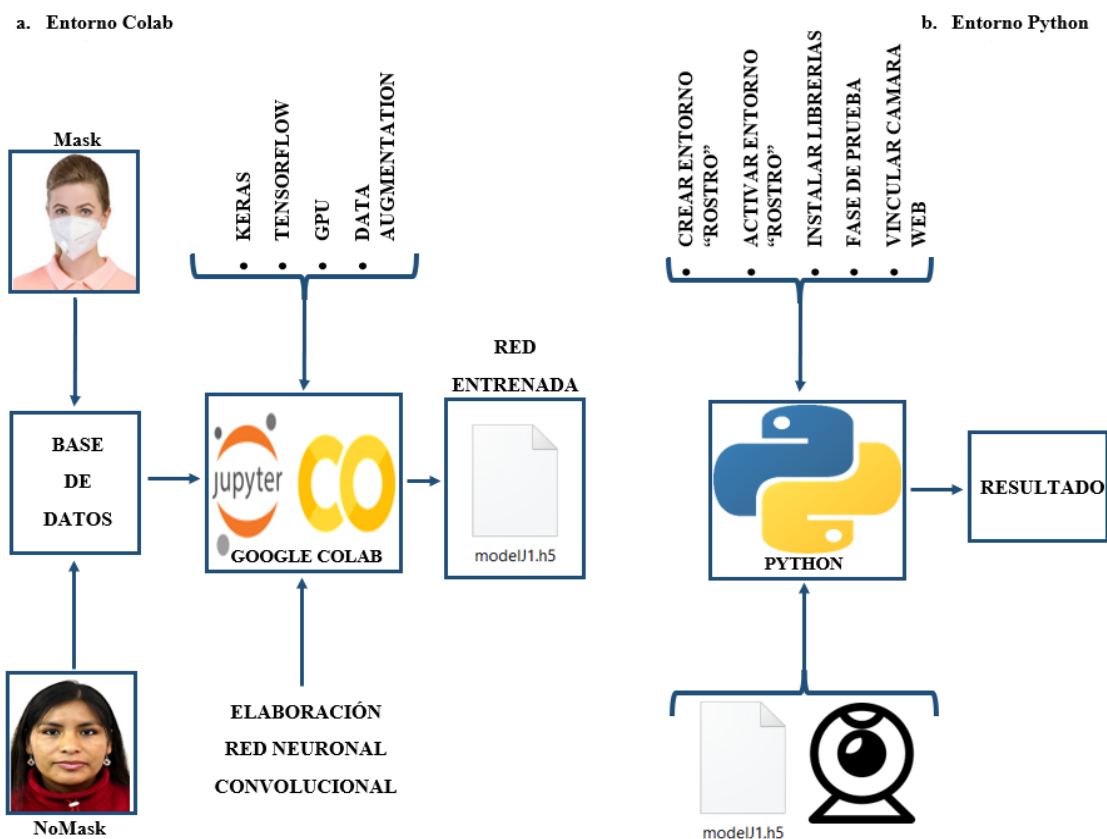 a. Entorno Colab
Mask
BASE
DE
DATOS
NoMask
• KERAS
• TENSORFLOW
• GPU
• DATA
AUGMENTATION
jupyter
GOOGLE COLAB
ELABORACIÓN
RED NEURONAL
CONVOLUCIONAL
RED
ENTRENADA
modelJ1.h5
b. Entorno Python
• CREAR ENTORNO
“ROSTRO”
• ACTIVAR ENTORNO
“ROSTRO”
• INSTALAR LIBRERIAS
• FASE DE PRUEBA
• VINCULAR CAMARA
WEB
PYTHON
RESULTADO
modelJ1.h5